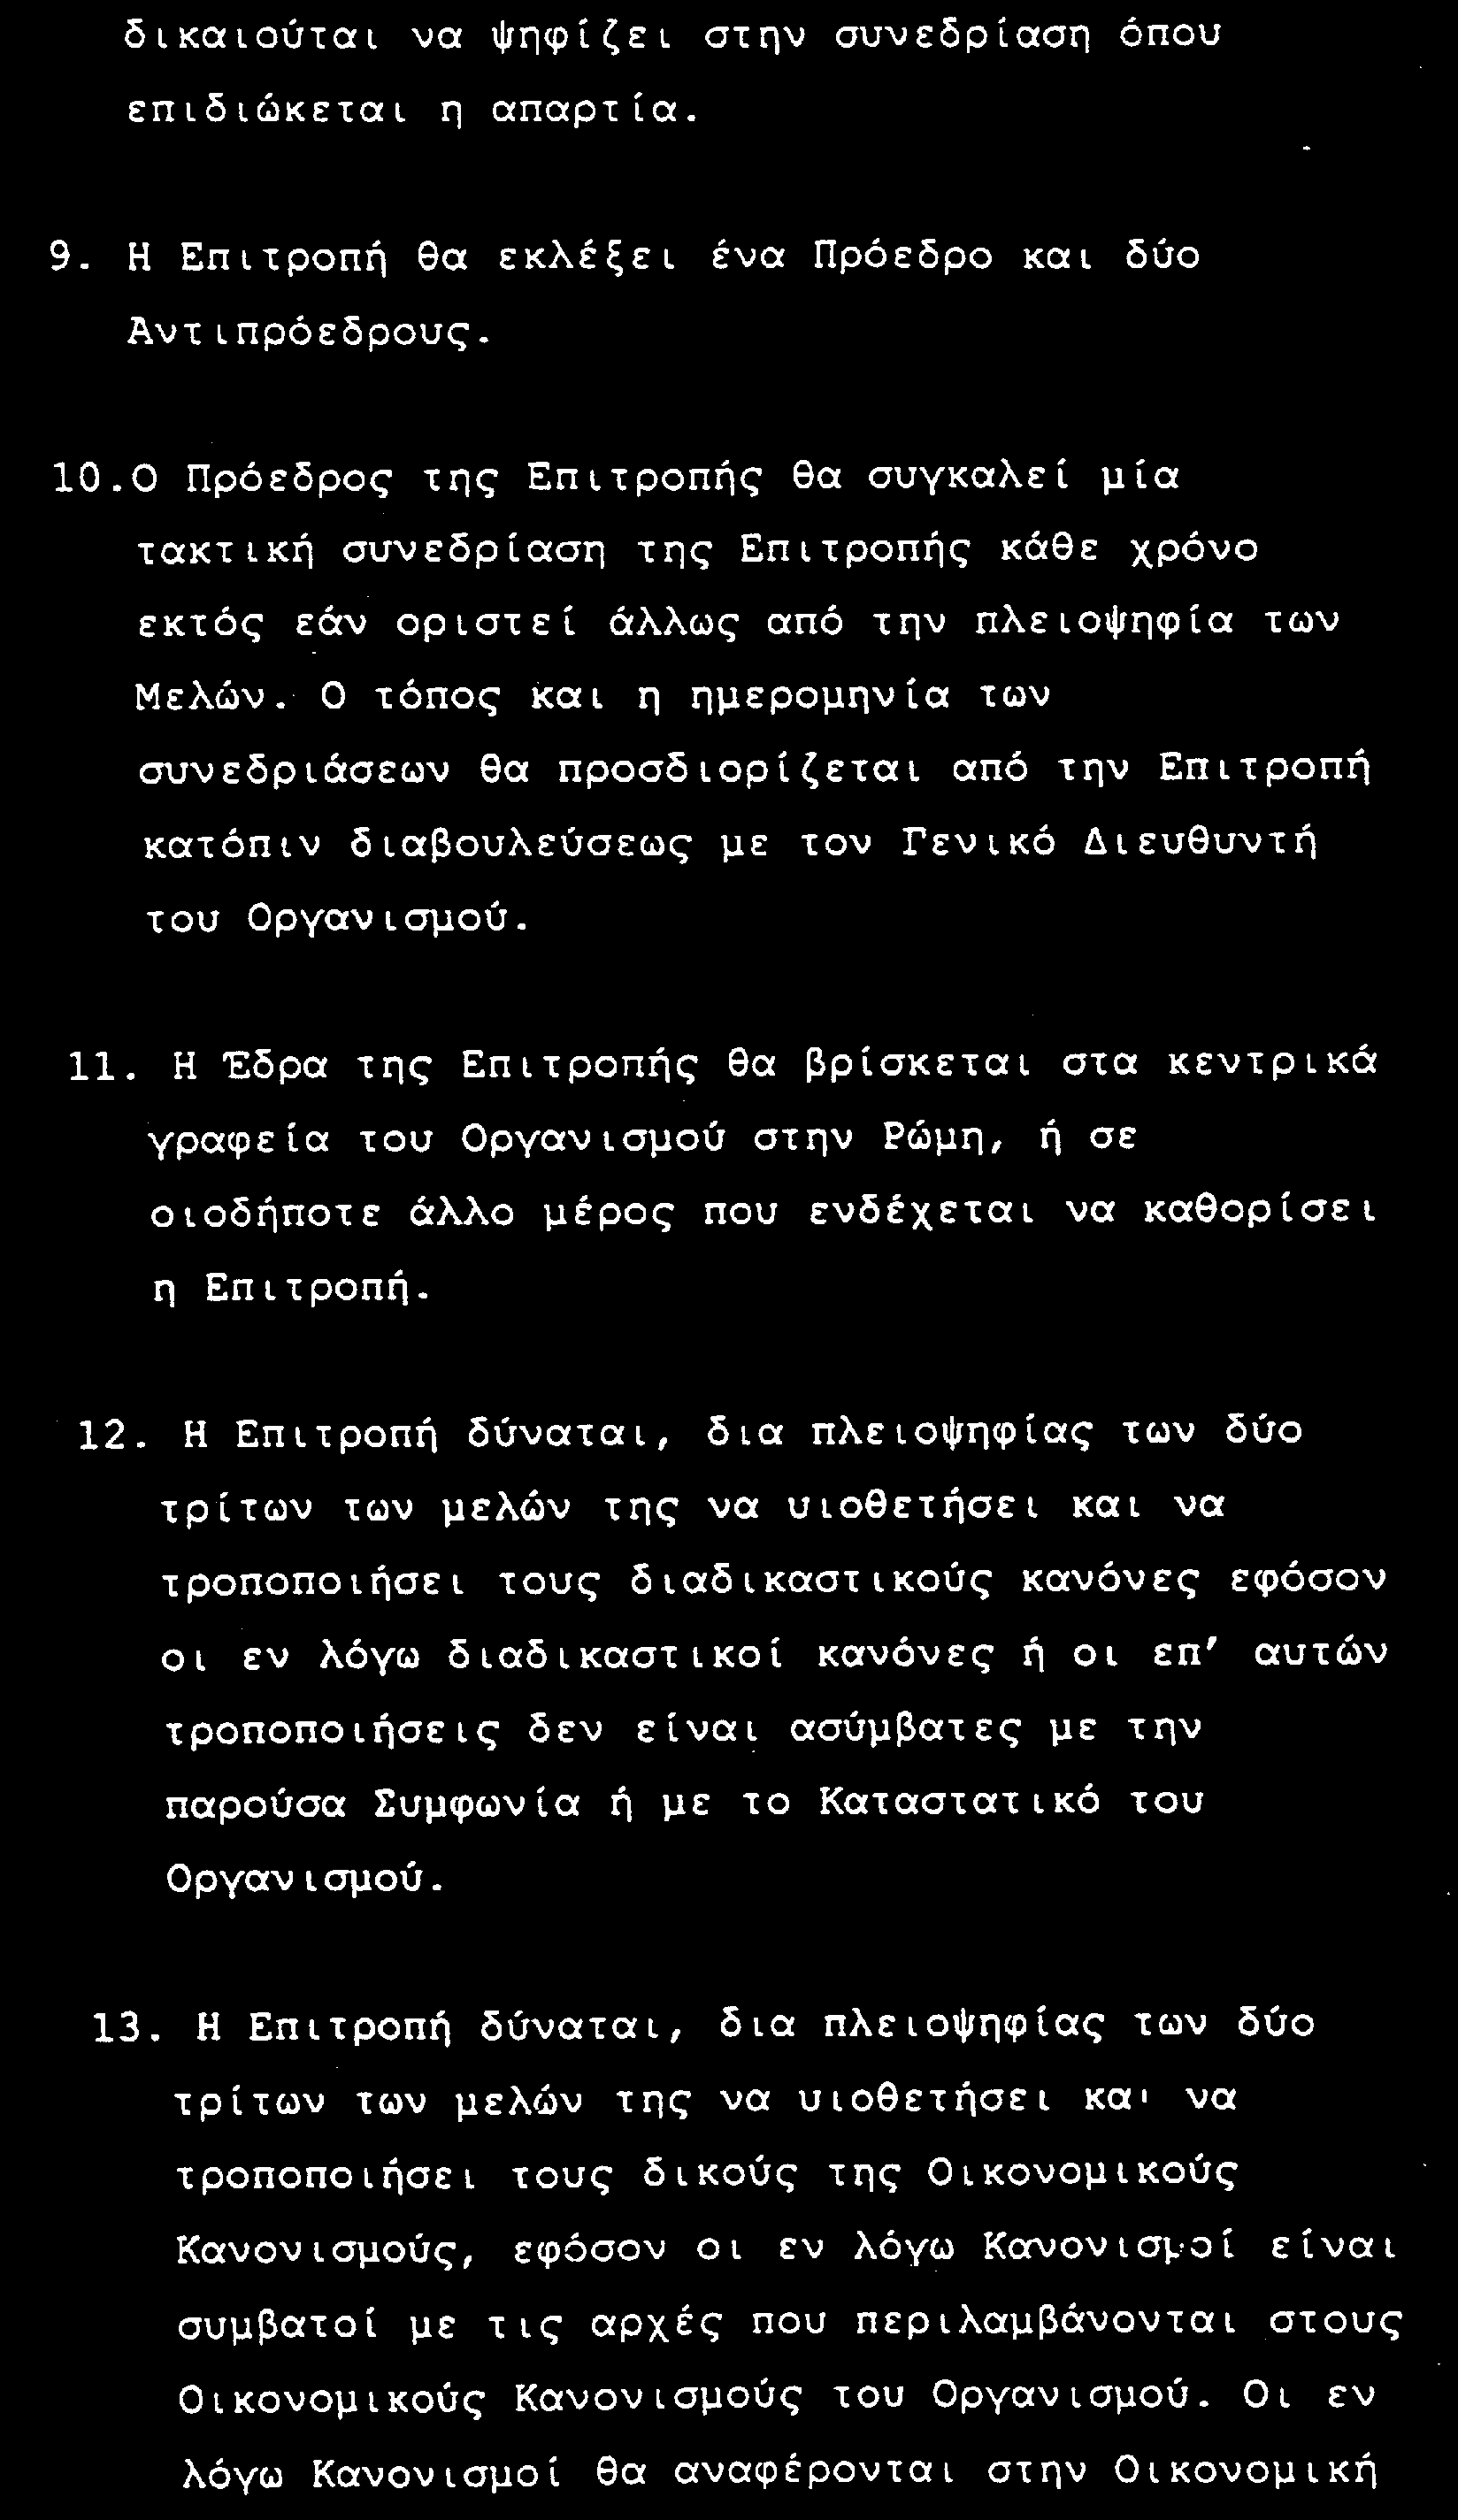 δικαιούται να ψηφίζει στην συνεδρίαση όπου
επιδιώκεται η απαρτία.
9. Η Επιτροπή θα εκλέξει ένα Πρόεδρο και δύο
Αντιπρόεδρους.
10.Ο Πρόεδρος της Επιτροπής θα συγκαλεί μία
τακτική συνεδρίαση της Επιτροπής κάθε χρόνο
εκτός εάν οριστεί άλλως από την πλειοψηφία των
Μελών. Ο τόπος και η ημερομηνία των
συνεδριάσεων θα προσδιορίζεται από την Επιτροπή
κατόπιν διαβουλεύσεως με τον Γενικό Διευθυντή
του Οργανισμού.
11. Η Έδρα της Επιτροπής θα βρίσκεται στα κεντρικά
γραφεία του Οργανισμού στην Ρώμη, ή σε
οιοδήποτε άλλο μέρος που ενδέχεται να καθορίσει
η Επιτροπή.
12. Η Επιτροπή δύναται, δια πλειοψηφίας των δύο
τρίτων των μελών της να υιοθετήσει και να
τροποποιήσει τους διαδικαστικούς κανόνες εφόσον
οι εν λόγω διαδικαστικοί κανόνες ή οι επ' αυτών
τροποποιήσεις δεν είναι ασύμβατες με την
παρούσα Συμφωνία ή με το Καταστατικό του
Οργανισμού.
13. Η Επιτροπή δύναται, δια πλειοψηφίας των δύο
τρίτων των μελών της να υιοθετήσει και να
τροποποιήσει τους δικούς της Οικονομικούς
Κανονισμούς, εφόσον οι εν λόγω Κανονισμοί είναι
συμβατοί με τις αρχές που περιλαμβάνονται στους
Οικονομικούς Κανονισμούς του Οργανισμού. Οι εν
λόγω Κανονισμοί θα αναφέρονται στην Οικονομική